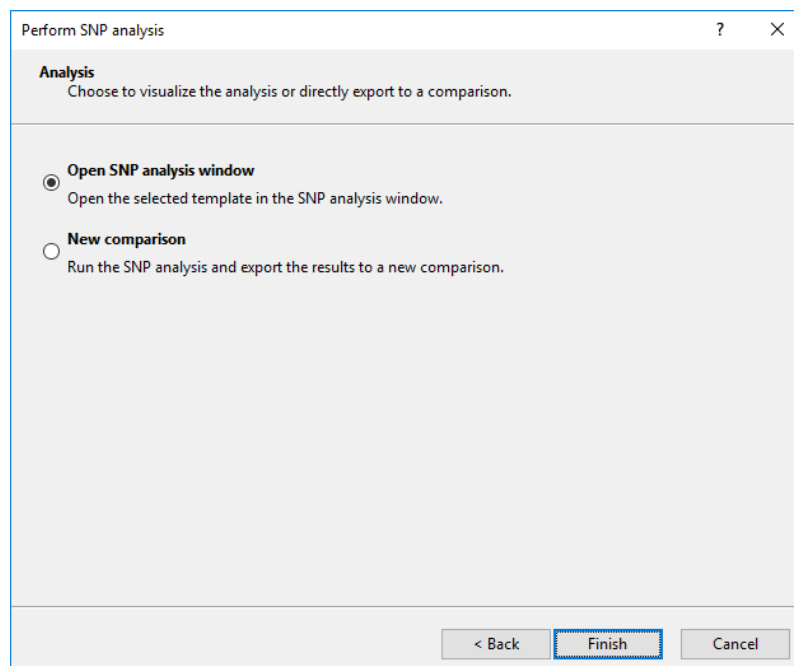 Perform SNP analysis ?
Analysis
Choose to visualize the analysis or directly export to a comparison.
Open SNP analysis window
Open the selected template in the SNP analysis window.
New comparison
Run the SNP analysis and export the results to a new comparison.
< Back Finish Cancel